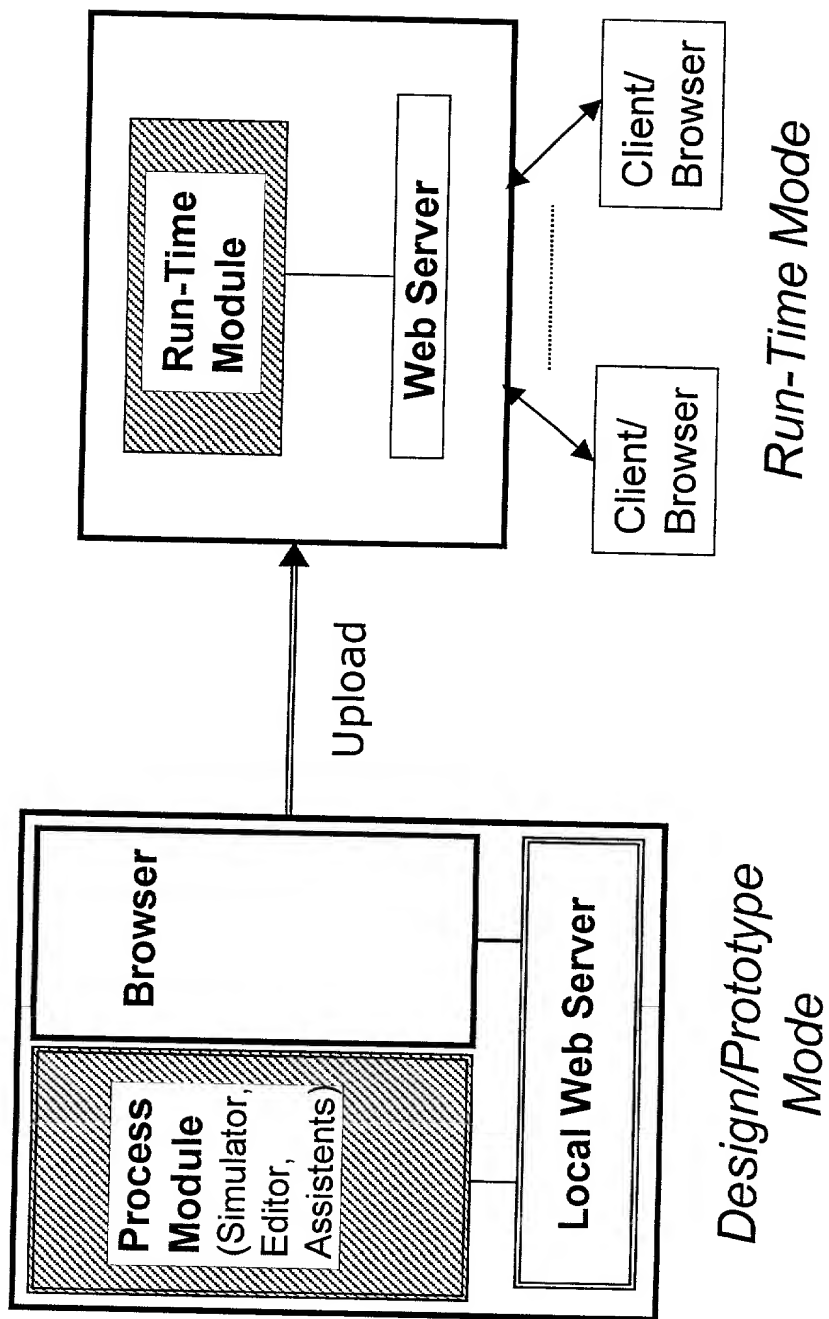 Process
Module
(Simulator,
Editor,
Assistents)
Browser
Local Web Server
Design/Prototype
Mode
Upload
Run-Time
Module
Web Server
Client/
Browser
Client/
Browser
Run-Time Mode